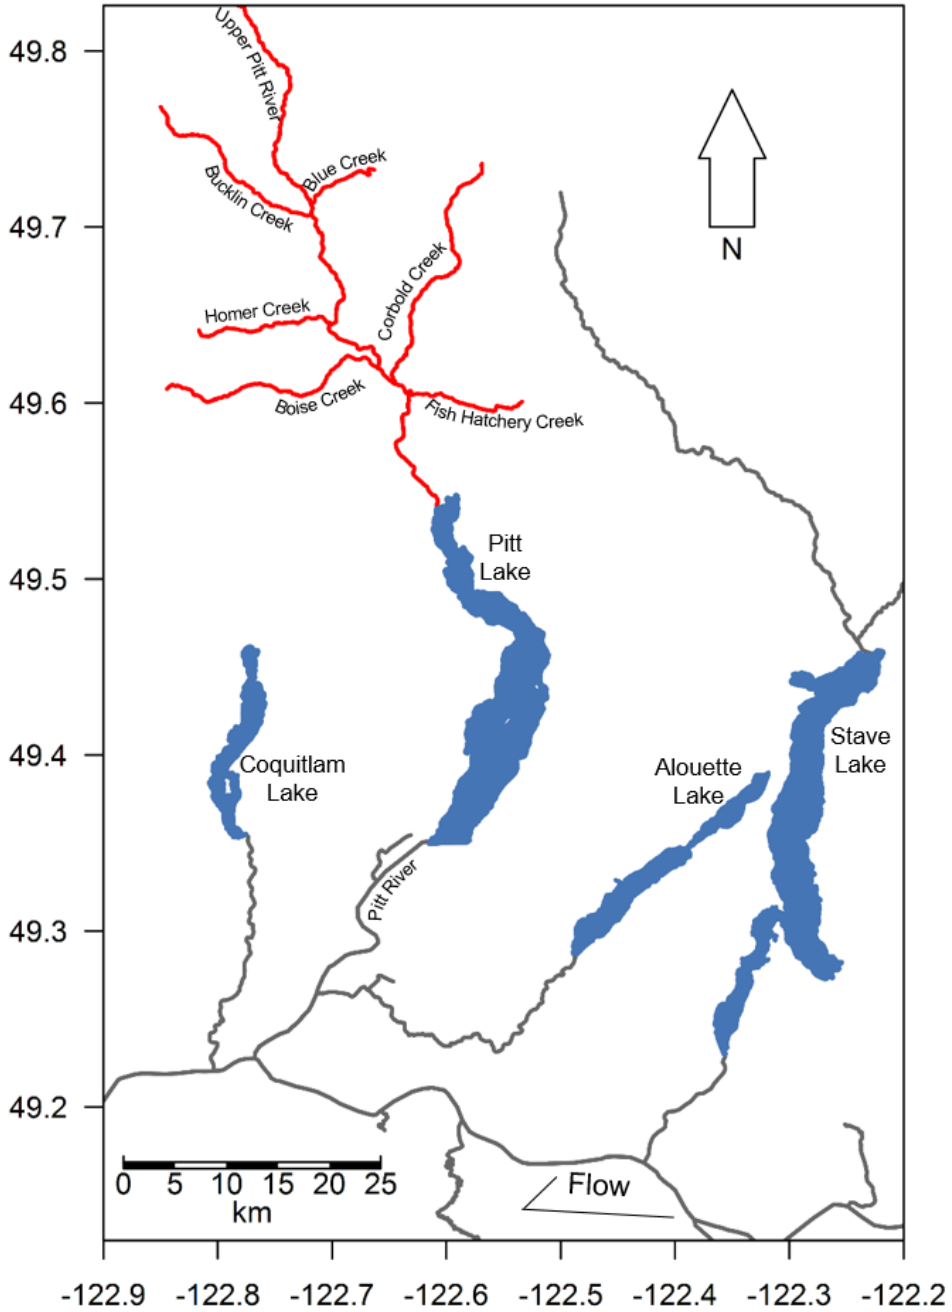 49.8
49.7
49.6
49.5
49.4
49.3
49.2
Upper Pitt River
Blue Creek
Bucklin Creek
Corbold Creek
N
Homer Creek
Boise Creek
Fish Hatchery Creek
Pitt
Lake
Coquitlam
Lake
Alouette
Lake
Stave
Lake
Pitt River
Flow
0 5 10 15 20 25
km
-122.9 -122.8 -122.7 -122.6 -122.5 -122.4 -122.3 -122.2